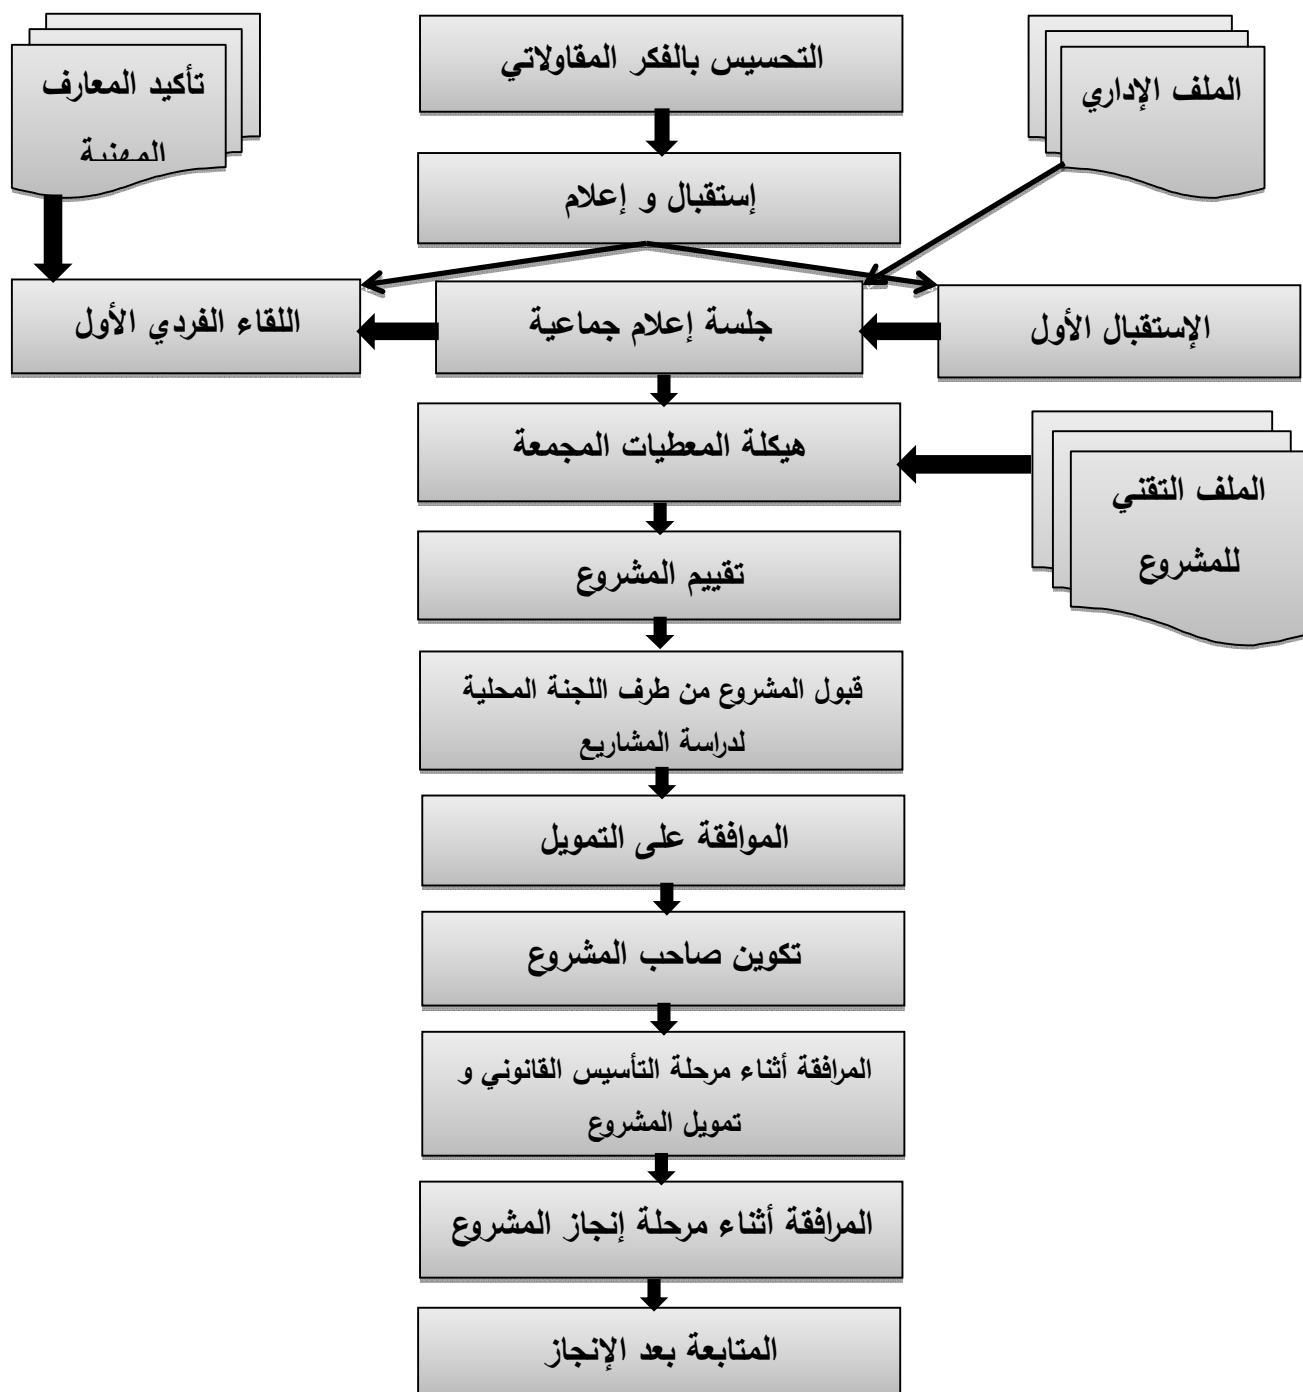 التحسيس بالفكر المقاولاتي
الملف الإداري
تأكيد المعارف
المهنية
إستقبال و إعلام
الإستقبال الأول
جلسة إعلام جماعية
اللقاء الفردي الأول
هيكلة المعطيات المجمعة
الملف التقني
للمشروع
تقييم المشروع
قبول المشروع من طرف اللجنة المحلية
لدراسة المشاريع
الموافقة على التمويل
تكوين صاحب المشروع
المرافقة أثناء مرحلة التأسيس القانوني و
تمويل المشروع
المرافقة أثناء مرحلة إنجاز المشروع
المتابعة بعد الإنجاز